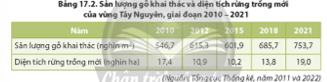 Bảng 17.2. Sản lượng gỗ khai thác và diện tích rừng trồng mới
của vùng Tây Nguyên, giai đoạn 2010 – 2021
Năm 2010 2012 2015 2018 2021
Sản lượng gỗ khai thác (nghìn m³) 546,7 615,3 601,9 685,7 753,7
Diện tích rừng trồng mới (nghìn ha) 17,4 10,9 10,2 13,8 19,0
(Nguồn: Tổng cục Thống kê, năm 2011 và 2022)